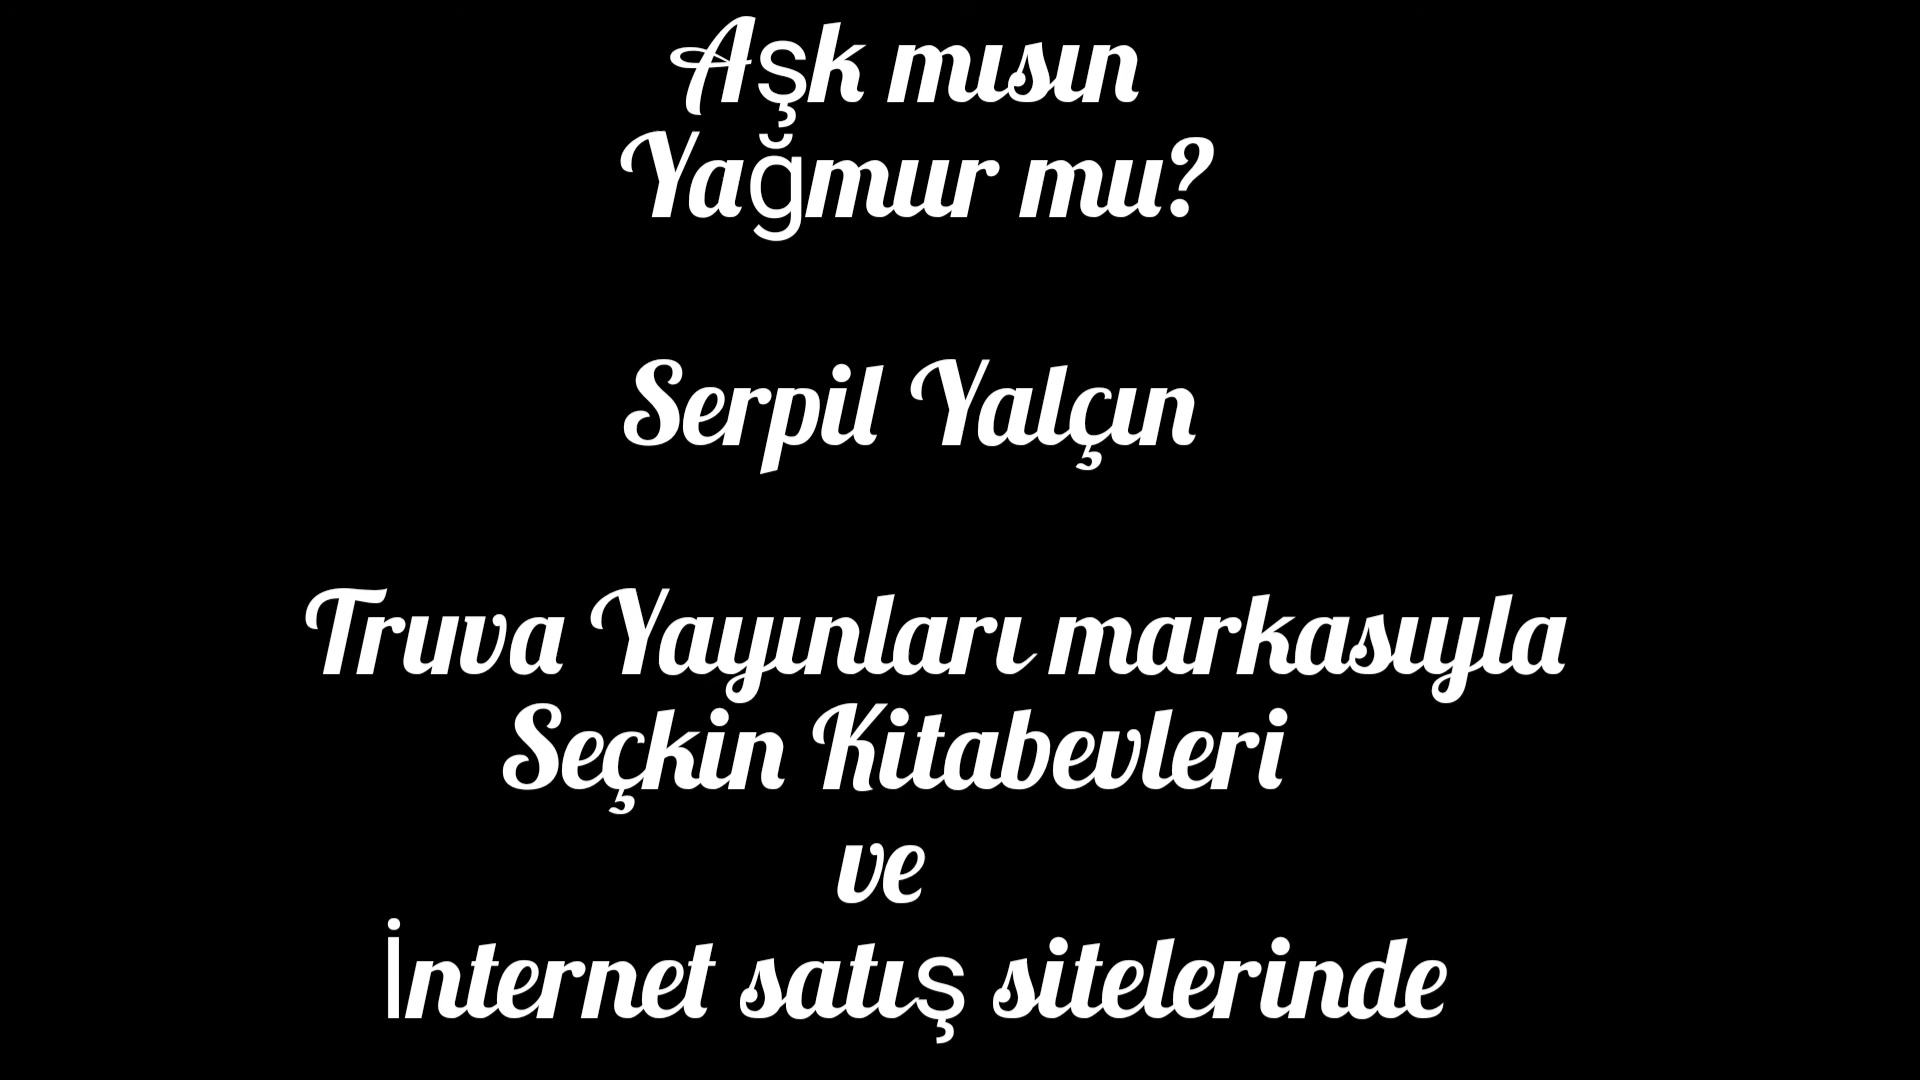 Aşk mısın
Yağmur mu?
Serpil Yalçın
Truva Yayınları markasıyla
Seçkin Kitabevleri
ve
İnternet satış sitelerinde